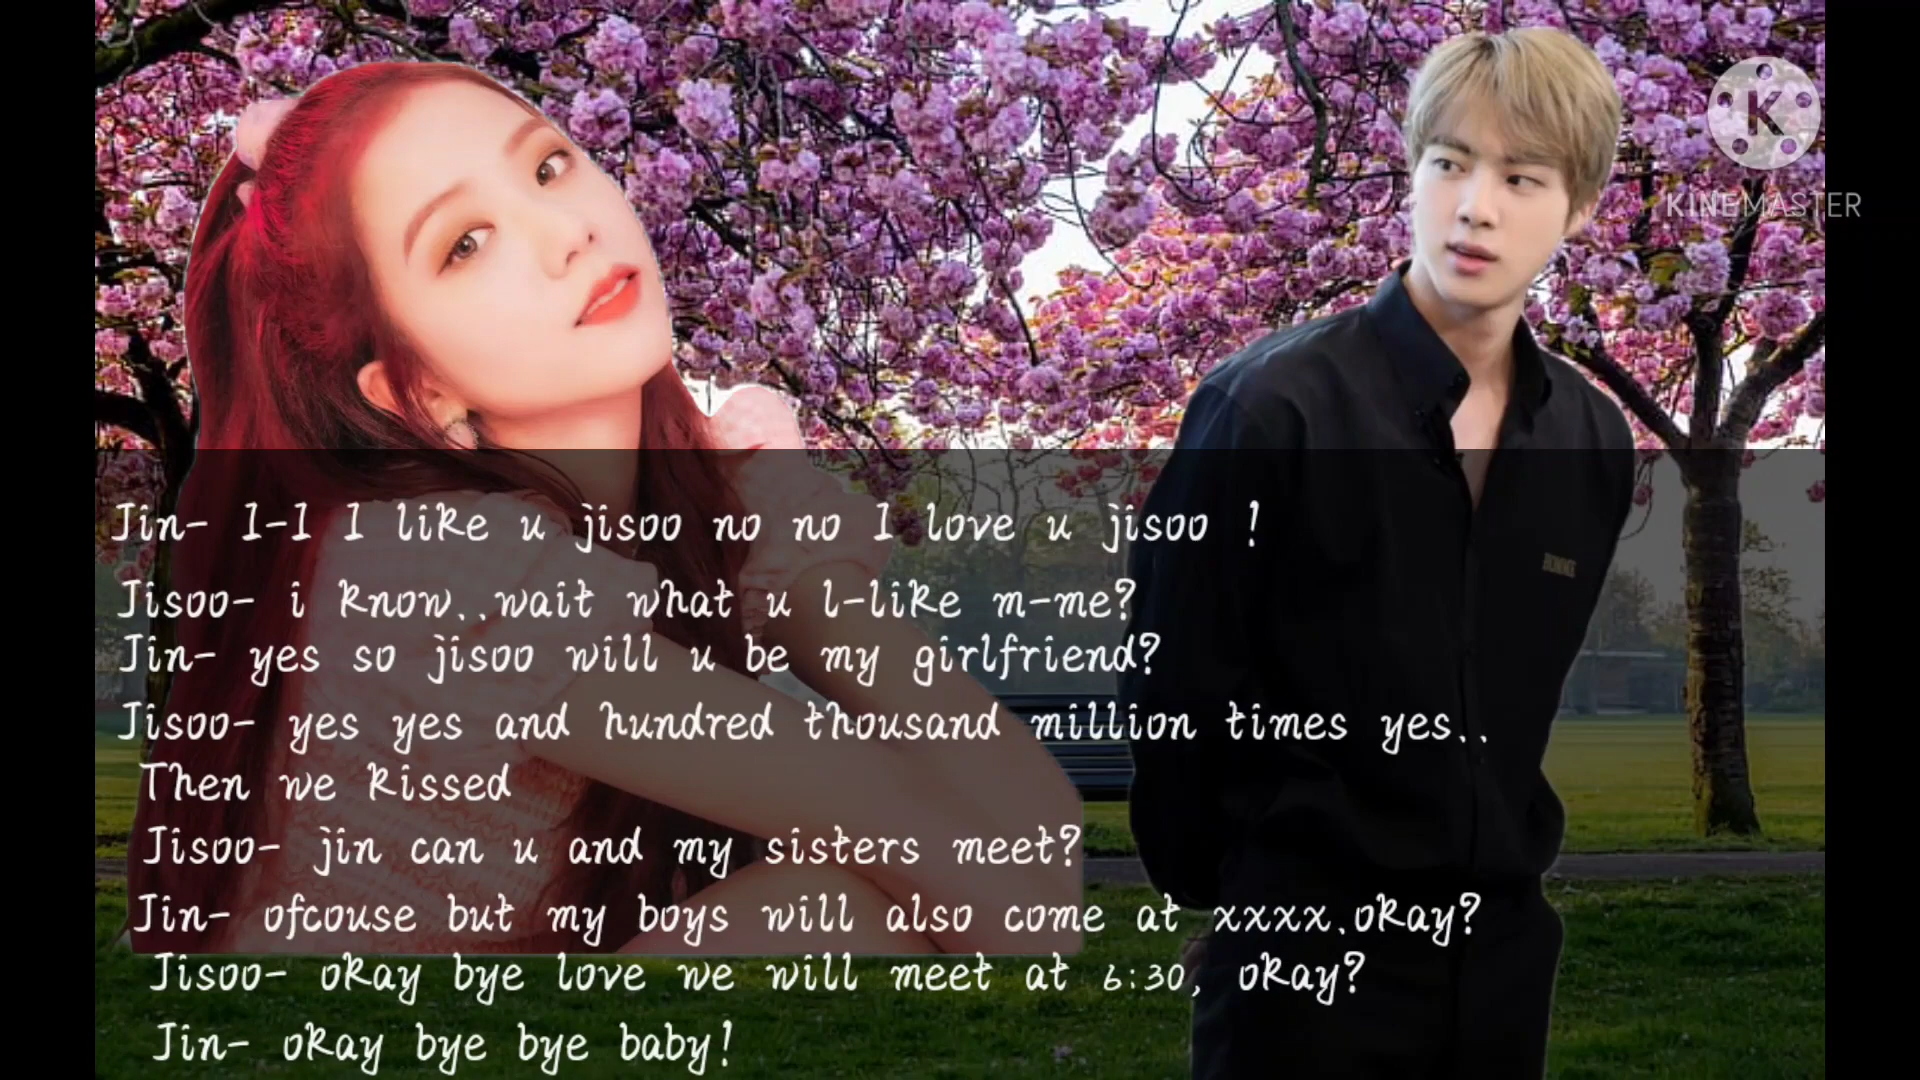 KINEMASTER
Jin- I-I I like u jisoo no no I love u jisoo !
Jisoo- i know..wait what u l-like m-me?
Jin- yes so jisoo will u be my girlfriend?
Jisoo- yes yes and hundred thousand million times yes..
Then we kissed
Jisoo- jin can u and my sisters meet?
Jin- ofcouse but my boys will also come at xxxx.okay?
Jisoo- okay bye love we will meet at 6:30, okay?
Jin- okay bye bye baby!